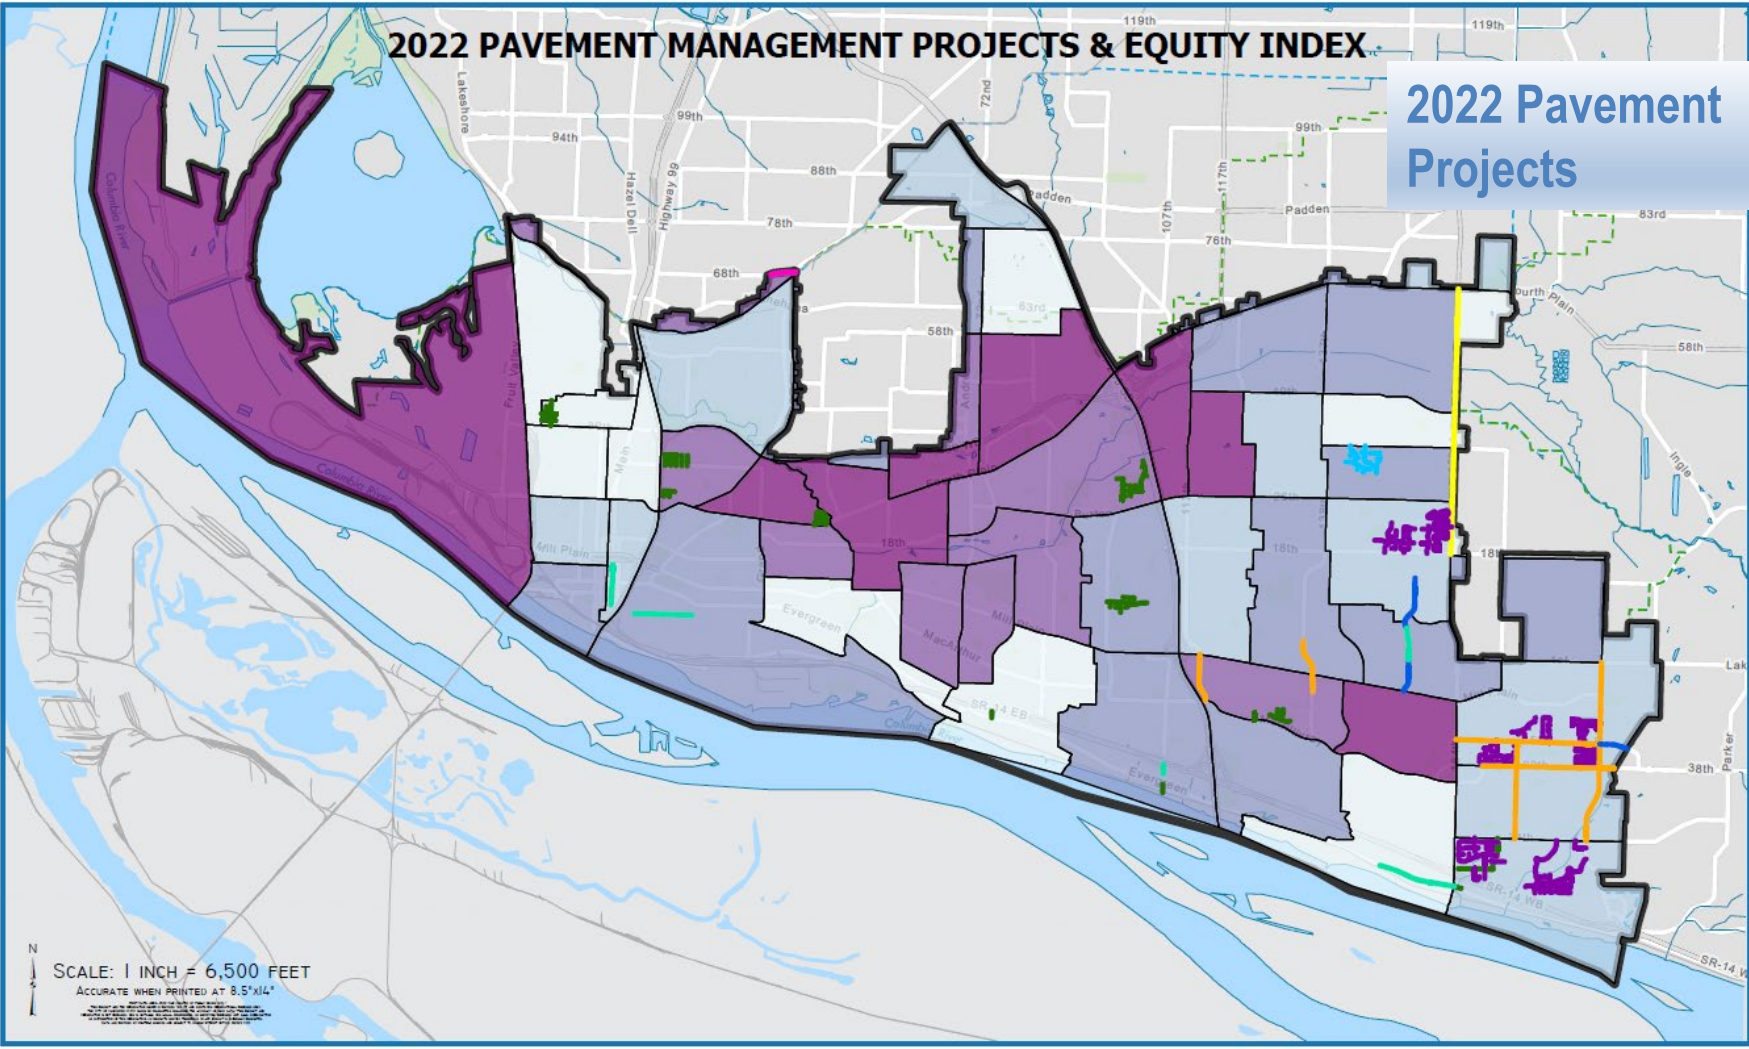 2022 PAVEMENT MANAGEMENT PROJECTS & EQUITY INDEX
2022 Pavement
Projects
119th
119th
Lakeshore
72nd
99th
94th
99th
88th
Hazel Dell
Highway 99
117th
Padden
107th
Padden
83rd
78th
76th
Columbia River
68th
63rd
58th
58th
Fourth Plain
Fruit Valley
Main
Ingle
Columbia River
Mill Plain
18th
18th
18th
Evergreen
Mill Plain
MacArthur
SR-14 EB
Columbia River
Evergreen
Lak
Parker
38th
SR-14 WB
SR-14 W
N
SCALE: 1 INCH = 6,500 FEET
ACCURATE WHEN PRINTED AT 8.5"x14"